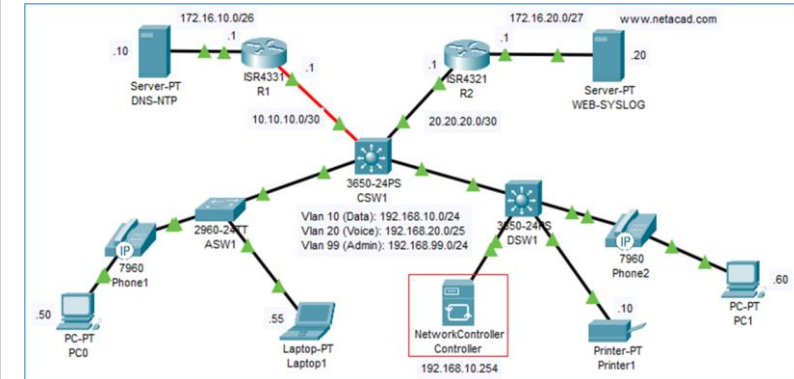 172.16.10.0/26
172.16.20.0/27
www.netacad.com
.10
.1
.1
.1
.1
.20
Server-PT
DNS-NTP
ISR4331
R1
ISR4321
R2
Server-PT
WEB-SYSLOG
10.10.10.0/30
20.20.20.0/30
3650-24PS
CSW1
2960-24TT
ASW1
Vlan 10 (Data): 192.168.10.0/24
Vlan 20 (Voice): 192.168.20.0/25
Vlan 99 (Admin): 192.168.99.0/24
3650-24PS
DSW1
IP
7960
Phone1
IP
7960
Phone2
.50
PC-PT
PC0
.55
Laptop-PT
Laptop1
NetworkController
Controller
192.168.10.254
.10
Printer-PT
Printer1
.60
PC-PT
PC1